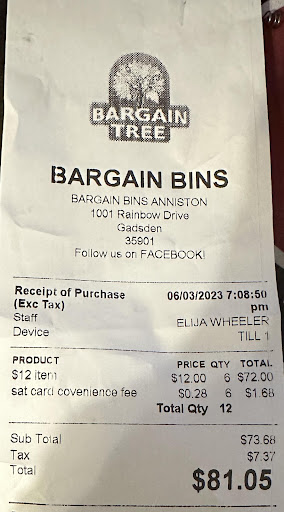 BARGAIN
TREE
BARGAIN BINS
BARGAIN BINS ANNISTON
1001 Rainbow Drive
Gadsden
35901
Follow us on FACEBOOK!
Receipt of Purchase 06/03/2023 7:08:50
(Exc Tax) pm
Staff ELIJA WHEELER
Device TILL 1
PRODUCT PRICE QTY TOTAL
$12 item $12.00 6 $72.00
sat card covenience fee $0.28 6 $1.68
Total Qty 12
Sub Total $73.68
Tax $7.37
Total $81.05